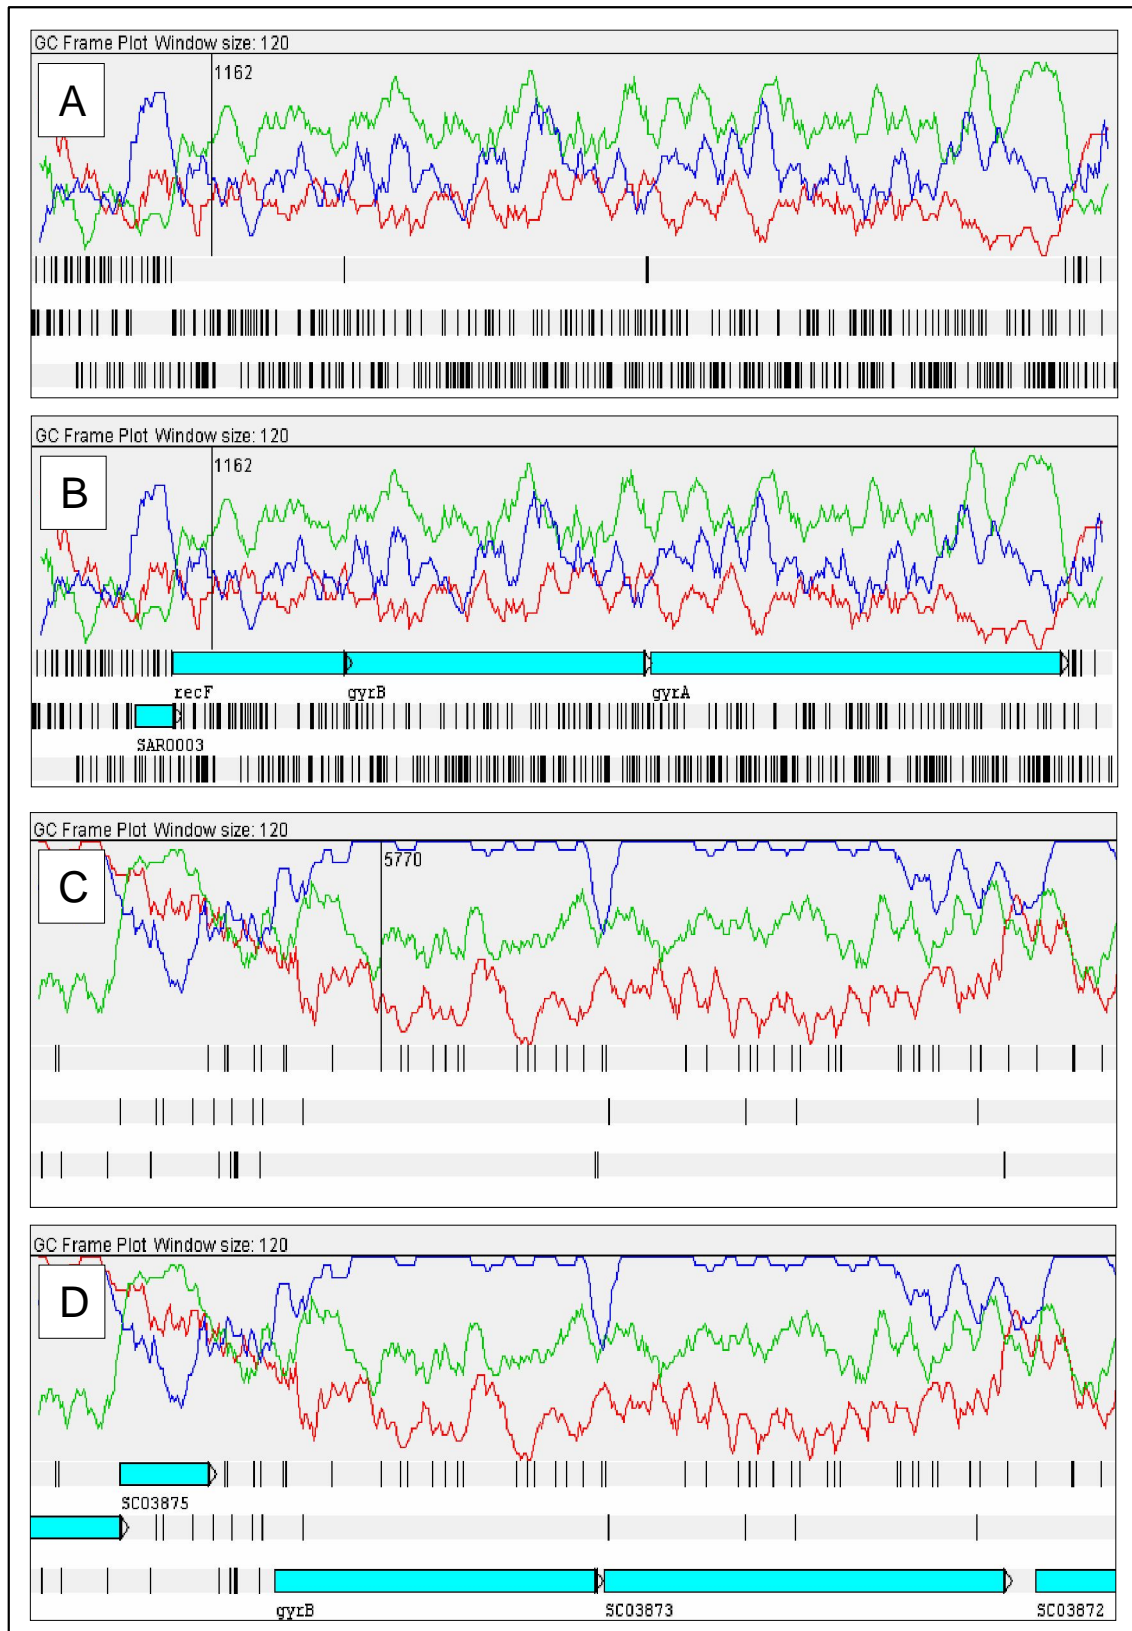 GC Frame Plot Window size: 120
A
1162
GC Frame Plot Window size: 120
B
1162
recF gyrB gyrA
SAR0003
GC Frame Plot Window size: 120
C
5770
GC Frame Plot Window size: 120
D
SCO3875
gyrB SCO3873 SCO3872